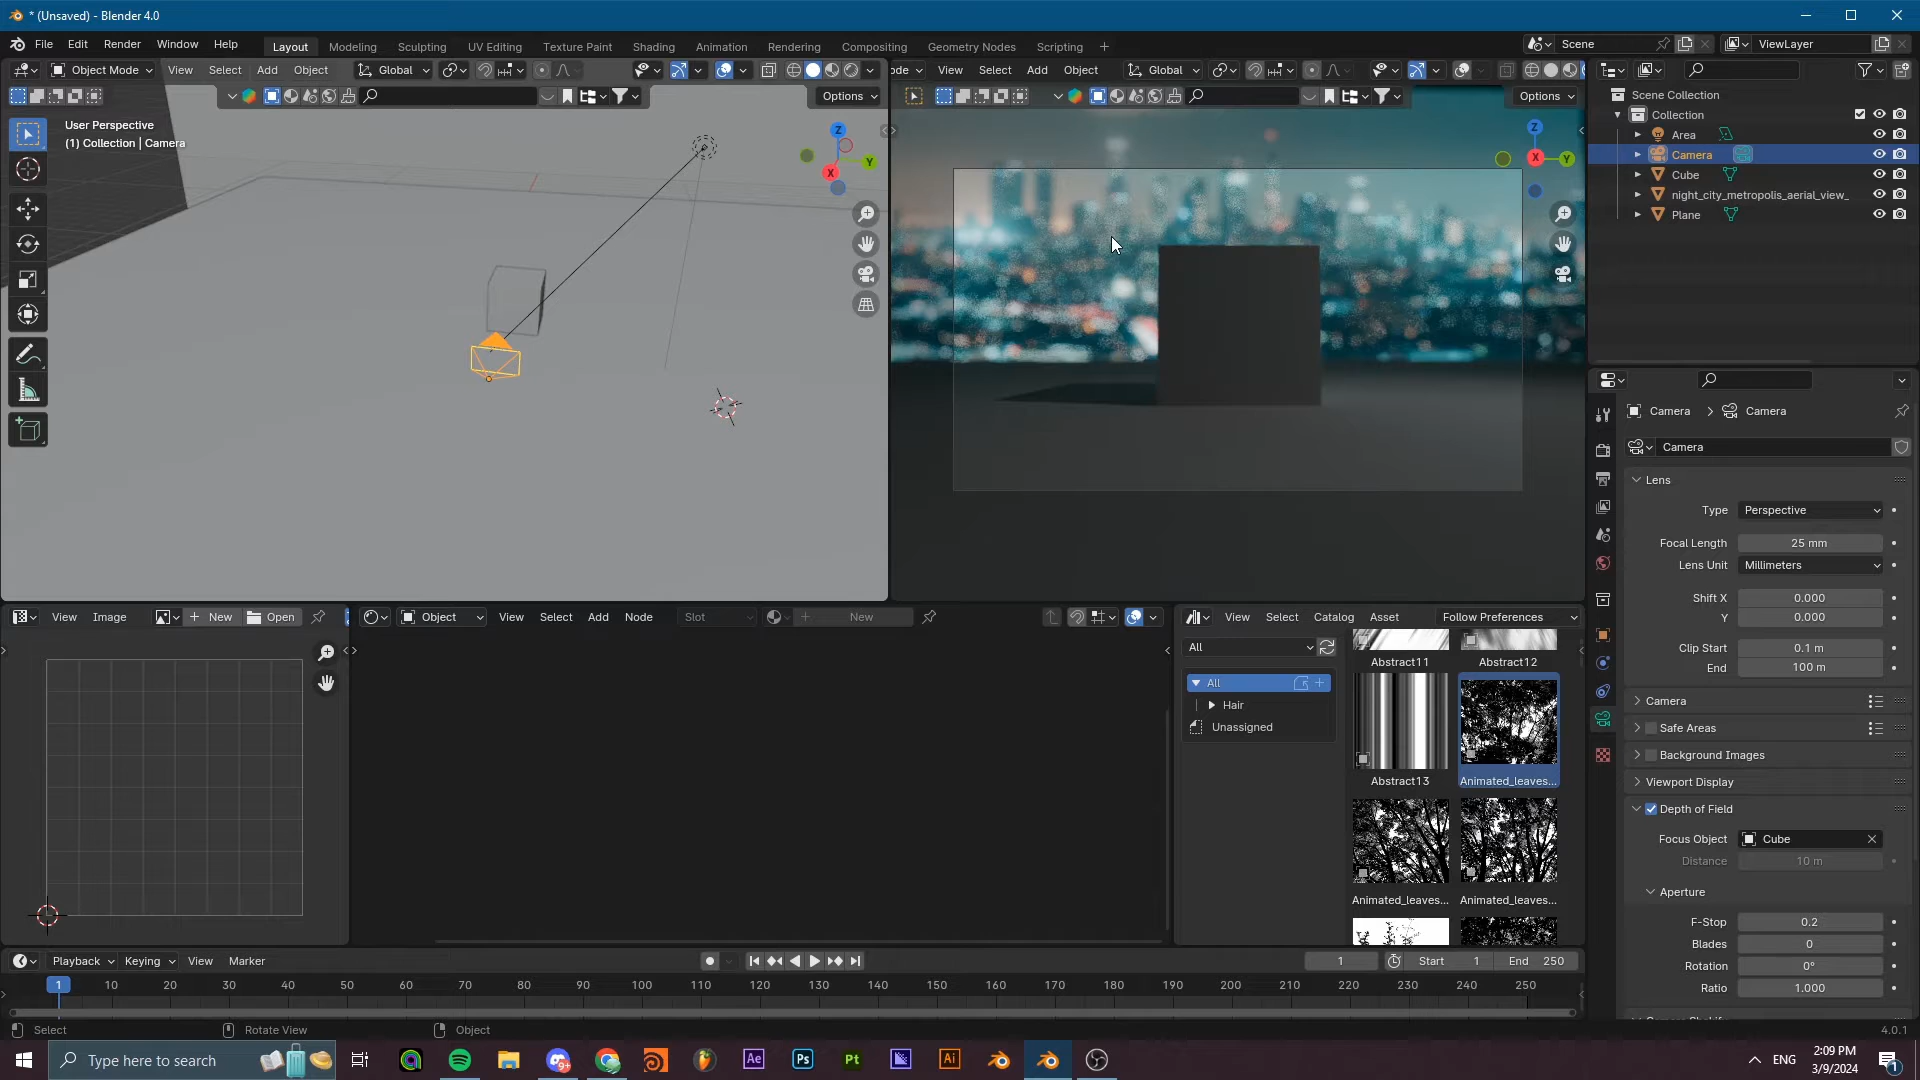 * (Unsaved) - Blender 4.0
File Edit Render Window Help Layout Modeling Sculpting UV Editing Texture Paint Shading Animation Rendering Compositing Geometry Nodes Scripting + Scene ViewLayer
Object Mode View Select Add Object Global
Options
User Perspective
(1) Collection | Camera
Z
Y
X
ode View Select Add Object Global
Options
Z
X
Y
Scene Collection
Collection
Area
Camera
Cube
night_city_metropolis_aerial_view_
Plane
Camera > Camera
Camera
Lens
Type Perspective
Focal Length 25 mm
Lens Unit Millimeters
Shift X 0.000
Y 0.000
Clip Start 0.1 m
End 100 m
Camera
Safe Areas
Background Images
Viewport Display
Depth of Field
Focus Object Cube
Distance 10 m
Aperture
F-Stop 0.2
Blades 0
Rotation 0°
Ratio 1.000
View Image + New Open
Object View Select Add Node Slot + New
View Select Catalog Asset Follow Preferences
All
All
Hair
Unassigned
Abstract11 Abstract12
Abstract13 Animated_leaves...
Animated_leaves... Animated_leaves...
Playback Keying View Marker 1 Start 1 End 250
1 10 20 30 40 50 60 70 80 90 100 110 120 130 140 150 160 170 180 190 200 210 220 230 240 250
Select Rotate View Object 4.0.1
Type here to search
9+
Ae Ps Pt Ai
ENG
2:09 PM
3/9/2024
1